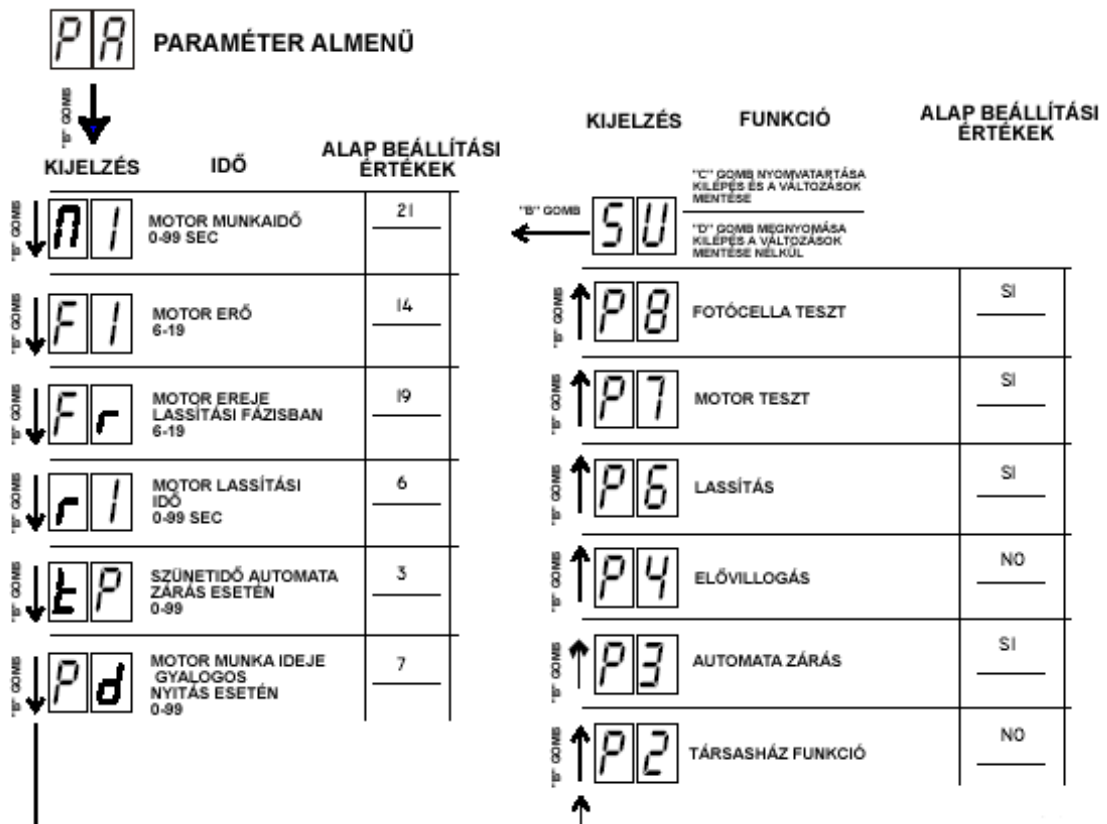 PA PARAMÉTER ALMENÜ
"B" GOMB
KIJELZÉS IDŐ ALAP BEÁLLÍTÁSI
ÉRTÉKEK
"B" GOMB
П1
MOTOR MUNKAIDŐ
0-99 SEC
21
"B" GOMB
F1
MOTOR ERŐ
6-19
14
"B" GOMB
Fr
MOTOR EREJE
LASSÍTÁSI FÁZISBAN
6-19
19
"B" GOMB
r1
MOTOR LASSÍTÁSI
IDŐ
0-99 SEC
6
"B" GOMB
tP
SZÜNETIDŐ AUTOMATA
ZÁRÁS ESETÉN
0-99
3
"B" GOMB
Pd
MOTOR MUNKA IDEJE
GYALOGOS
NYITÁS ESETÉN
0-99
7
KIJELZÉS FUNKCIÓ ALAP BEÁLLÍTÁSI
ÉRTÉKEK
"B" GOMB
SU
"C" GOMB NYOMVATARTÁSA
KILÉPÉS ÉS A VÁLTOZÁSOK
MENTÉSE
"D" GOMB MEGNYOMÁSA
KILÉPÉS A VÁLTOZÁSOK
MENTÉSE NÉLKÜL
"B" GOMB
P8
FOTÓCELLA TESZT
SI
"B" GOMB
P7
MOTOR TESZT
SI
"B" GOMB
P6
LASSÍTÁS
SI
"B" GOMB
P4
ELŐVILLOGÁS
NO
"B" GOMB
P3
AUTOMATA ZÁRÁS
SI
"B" GOMB
P2
TÁRSASHÁZ FUNKCIÓ
NO